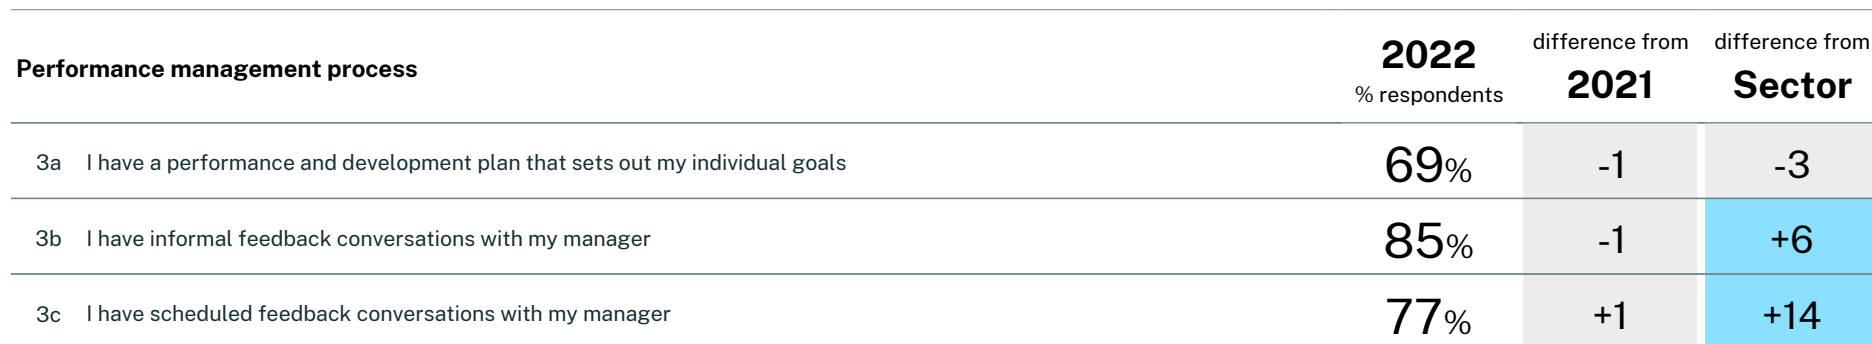 Performance management process 2022 % respondents difference from 2021 difference from Sector
3a I have a performance and development plan that sets out my individual goals 69% -1 -3
3b I have informal feedback conversations with my manager 85% -1 +6
3c I have scheduled feedback conversations with my manager 77% +1 +14